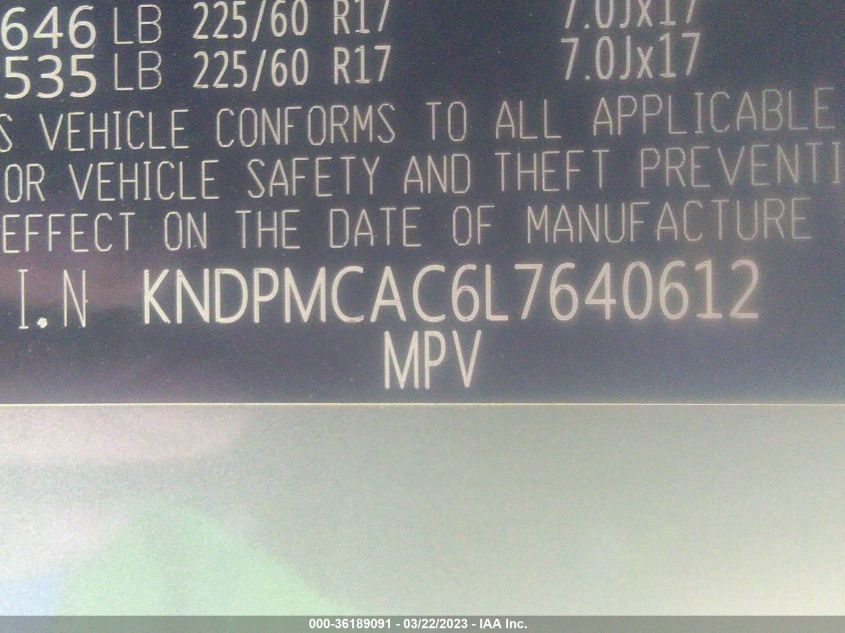 646 LB 225/60 R17 7.0Jx17
535 LB 225/60 R17 7.0Jx17
VEHICLE CONFORMS TO ALL APPLICABLE
OR VEHICLE SAFETY AND THEFT PREVENTI
EFFECT ON THE DATE OF MANUFACTURE
I.N KNDPMCAC6L7640612
MPV
000-36189091 - 03/22/2023 - IAA Inc.